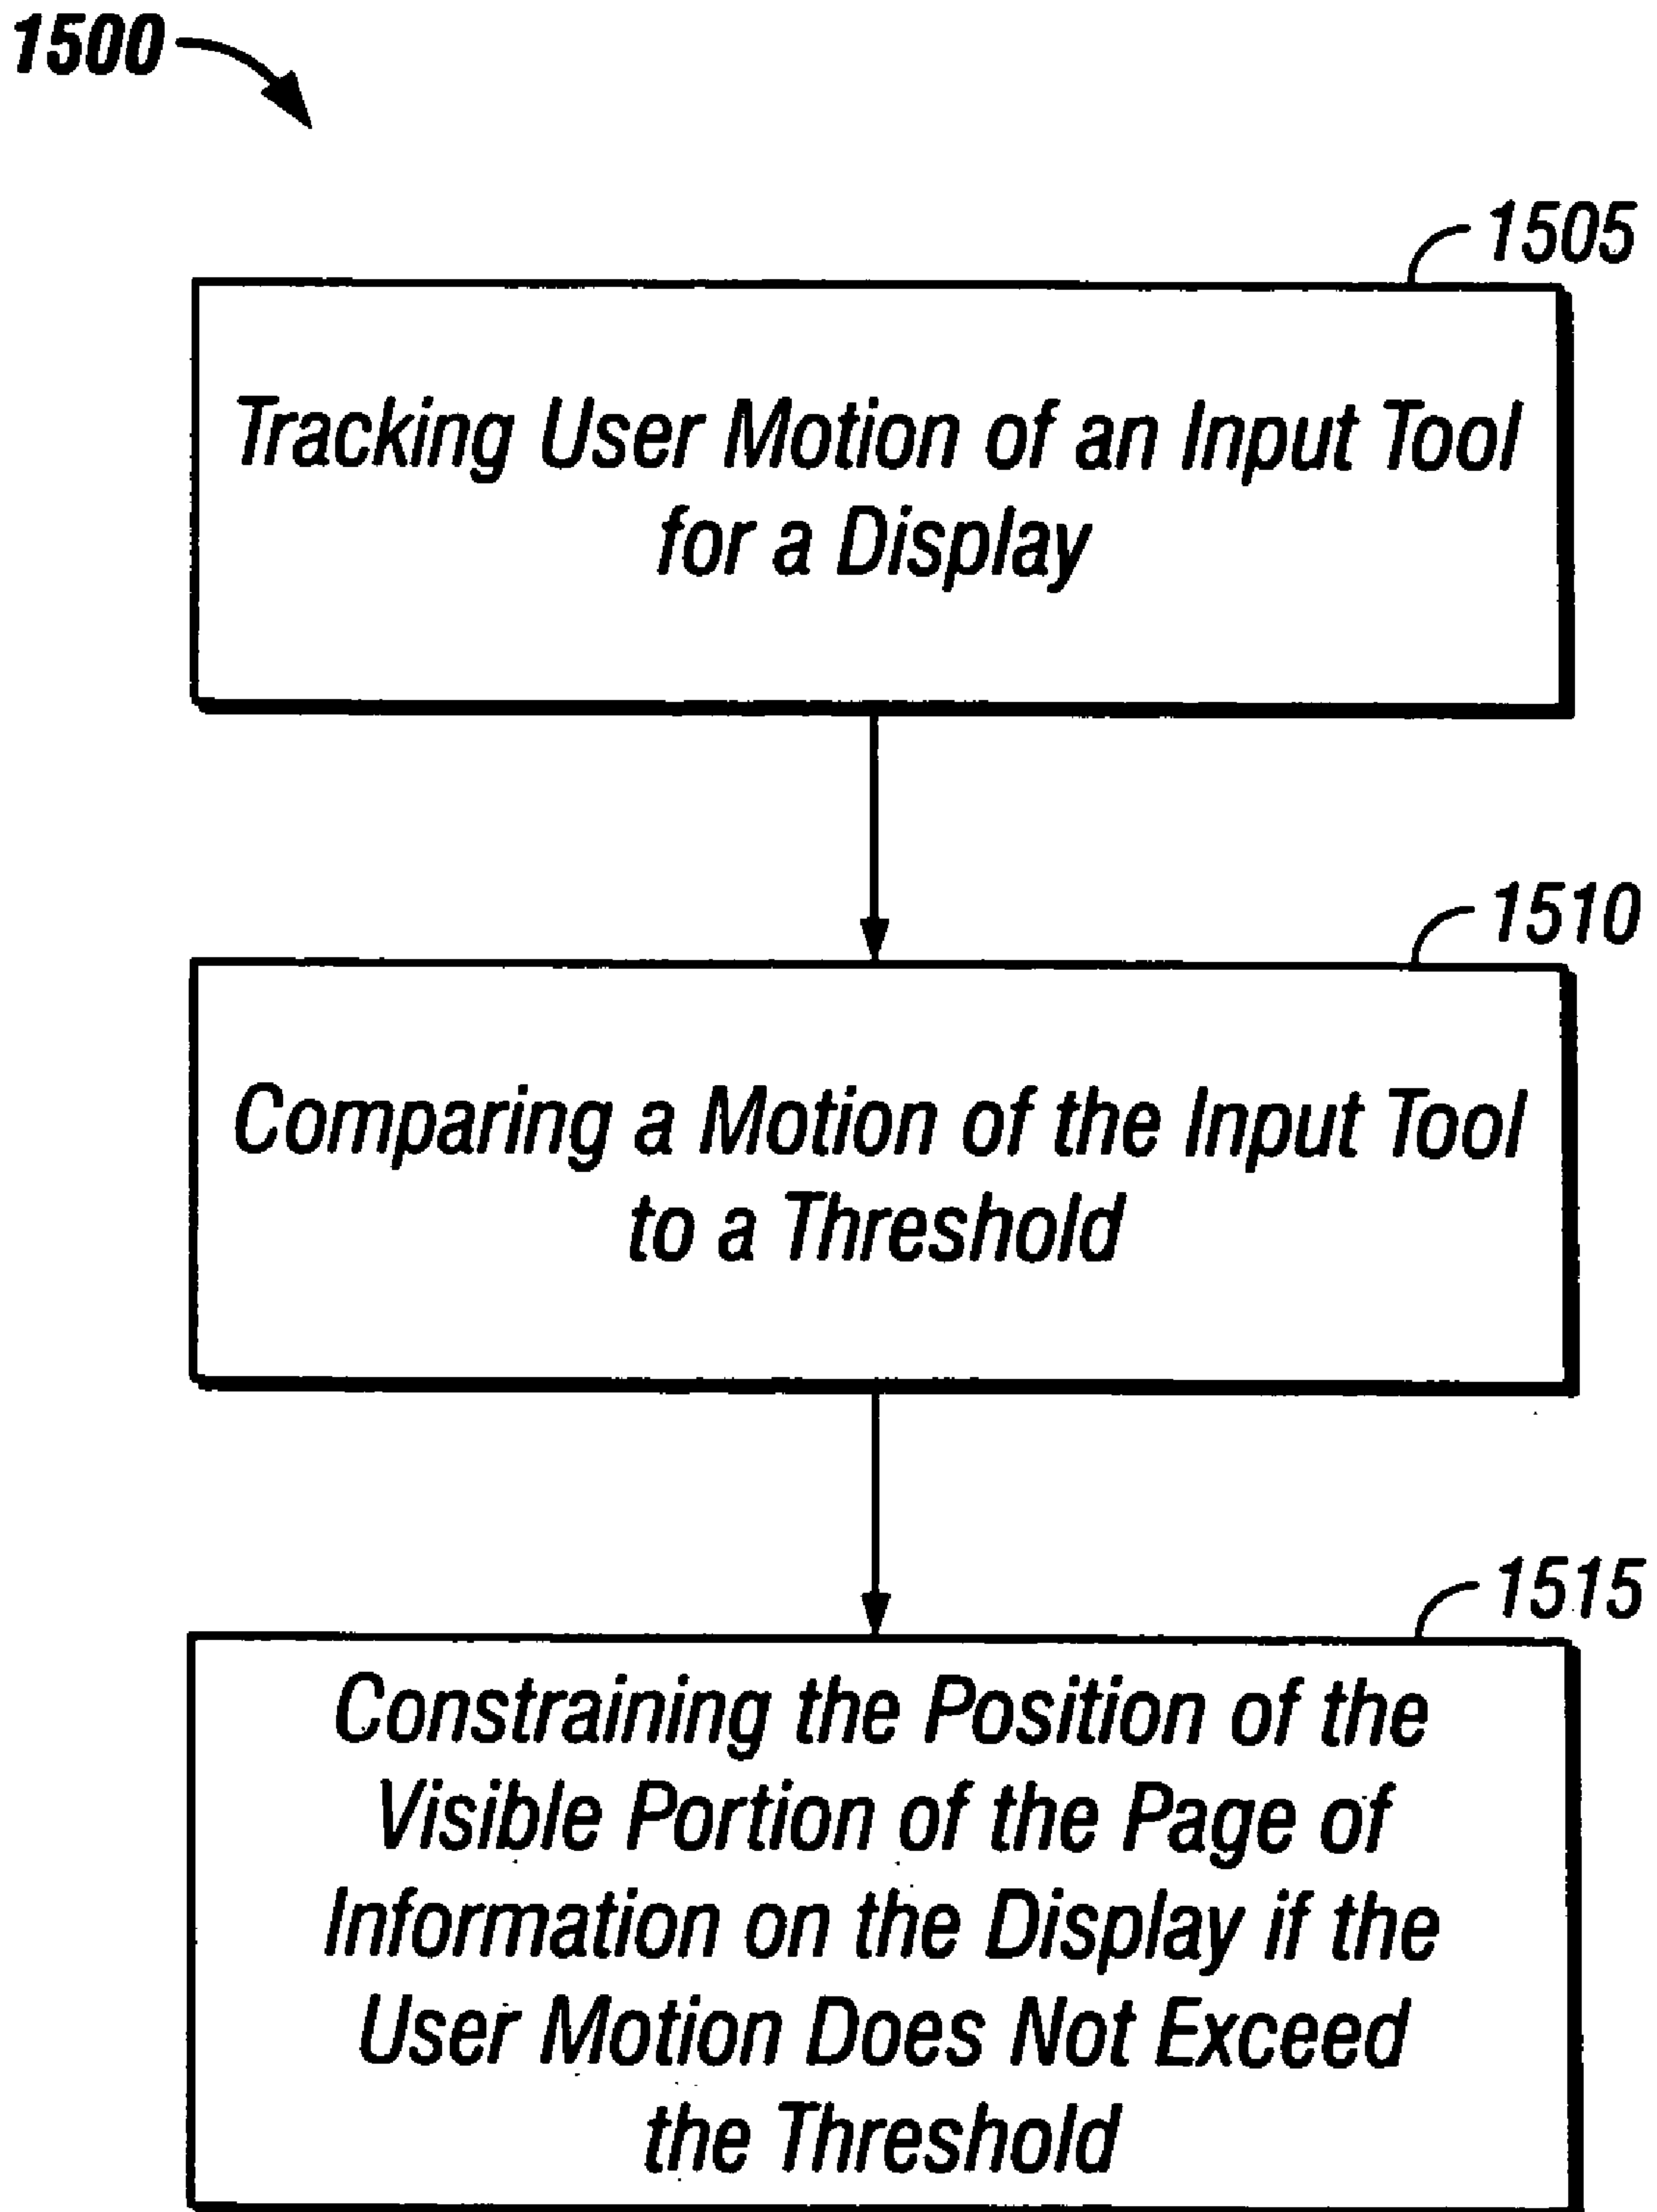 1500
1505
Tracking User Motion of an Input Tool
for a Display
1510
Comparing a Motion of the Input Tool
to a Threshold
1515
Constraining the Position of the
Visible Portion of the Page of
Information on the Display if the
User Motion Does Not Exceed
the Threshold